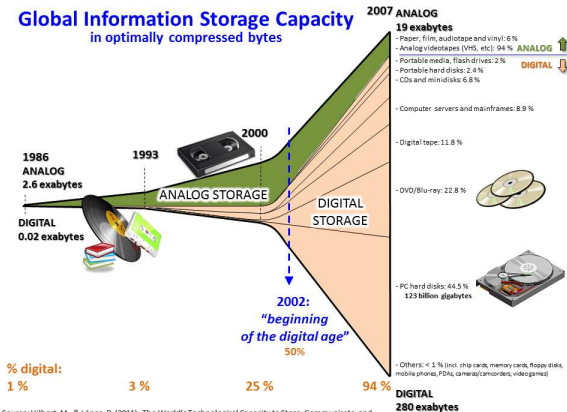 Global Information Storage Capacity
in optimally compressed bytes
2007 ANALOG
19 exabytes
- Paper, film, audiotape and vinyl: 6 %
- Analog videotapes (VHS, etc): 94 % ANALOG
- Portable media, flash drives: 2 %
DIGITAL
- Portable hard disks: 2.4 %
- CDs and minidisks: 6.8 %
- Computer servers and mainframes: 8.9 %
- Digital tape: 11.8 %
- DVD/Blu-ray: 22.8 %
- PC hard disks: 44.5 %
123 billion gigabytes
- Others: < 1 % (incl. chip cards, memory cards, floppy disks,
mobile phones, PDAs, cameras/camcorders, video games)
DIGITAL
280 exabytes
1986
ANALOG
2.6 exabytes
DIGITAL
0.02 exabytes
1993
2000
ANALOG STORAGE
DIGITAL
STORAGE
2002:
"beginning
of the digital age"
50%
% digital:
1 % 3 % 25 % 94 %